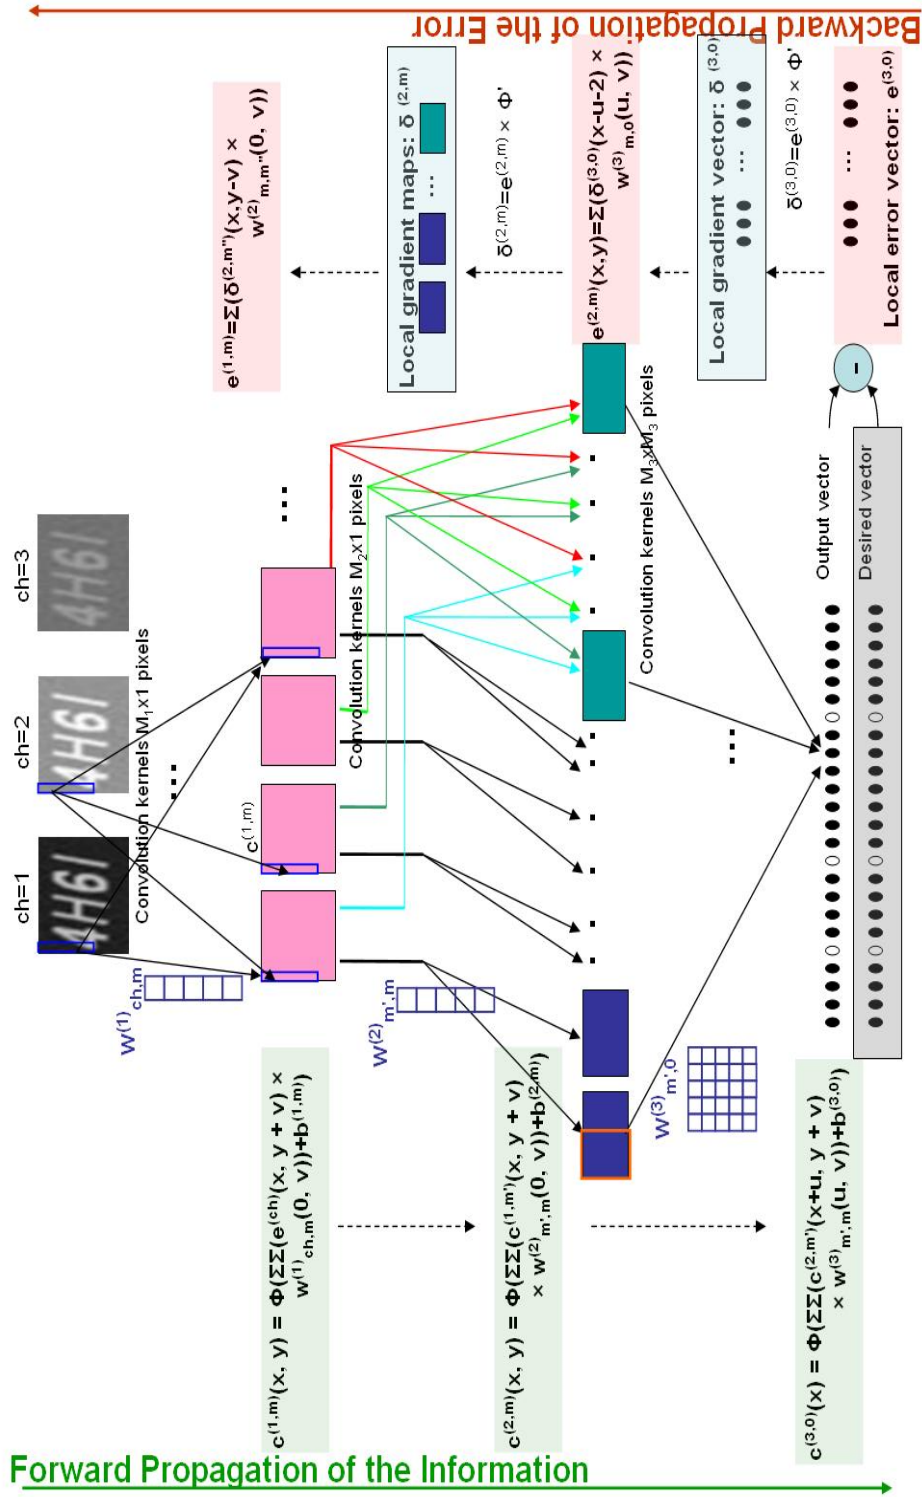 Backward Propagation of the Error
Forward Propagation of the Information
ch=1
ch=2
ch=3
4H6I
4H6I
4H6I
Convolution kernels M₁x1 pixels
...
W⁽¹⁾ch,m
c⁽¹,ᵐ⁾
...
Convolution kernels M₂x1 pixels
W⁽²⁾m',m
Convolution kernels M₃xM₃ pixels
W⁽³⁾m',0
...
Output vector
Desired vector
–
c⁽¹,ᵐ⁾(x, y) = Φ(ΣΣ(e⁽ᶜʰ⁾(x, y + v) ×
w⁽¹⁾ch,m(0, v))+b⁽¹,ᵐ⁾)
c⁽²,ᵐ⁾(x, y) = Φ(ΣΣ(c⁽¹,ᵐ'⁾(x, y + v)
× w⁽²⁾m',m(0, v))+b⁽²,ᵐ⁾)
c⁽³,⁰⁾(x) = Φ(ΣΣ(c⁽²,ᵐ'⁾(x+u, y + v)
× w⁽³⁾m',m(u, v))+b⁽³,⁰⁾)
e⁽¹,ᵐ⁾=Σ(δ⁽²,ᵐ"⁾(x,y-v) ×
w⁽²⁾m,m"(0, v))
Local gradient maps: δ ⁽²,ᵐ⁾
...
δ⁽²,ᵐ⁾=e⁽²,ᵐ⁾ × Φ'
e⁽²,ᵐ⁾(x,y)=Σ(δ⁽³,⁰⁾(x-u-2) ×
w⁽³⁾m,0(u, v))
Local gradient vector: δ ⁽³,⁰⁾
...
δ⁽³,⁰⁾=e⁽³,⁰⁾ × Φ'
...
Local error vector: e⁽³,⁰⁾